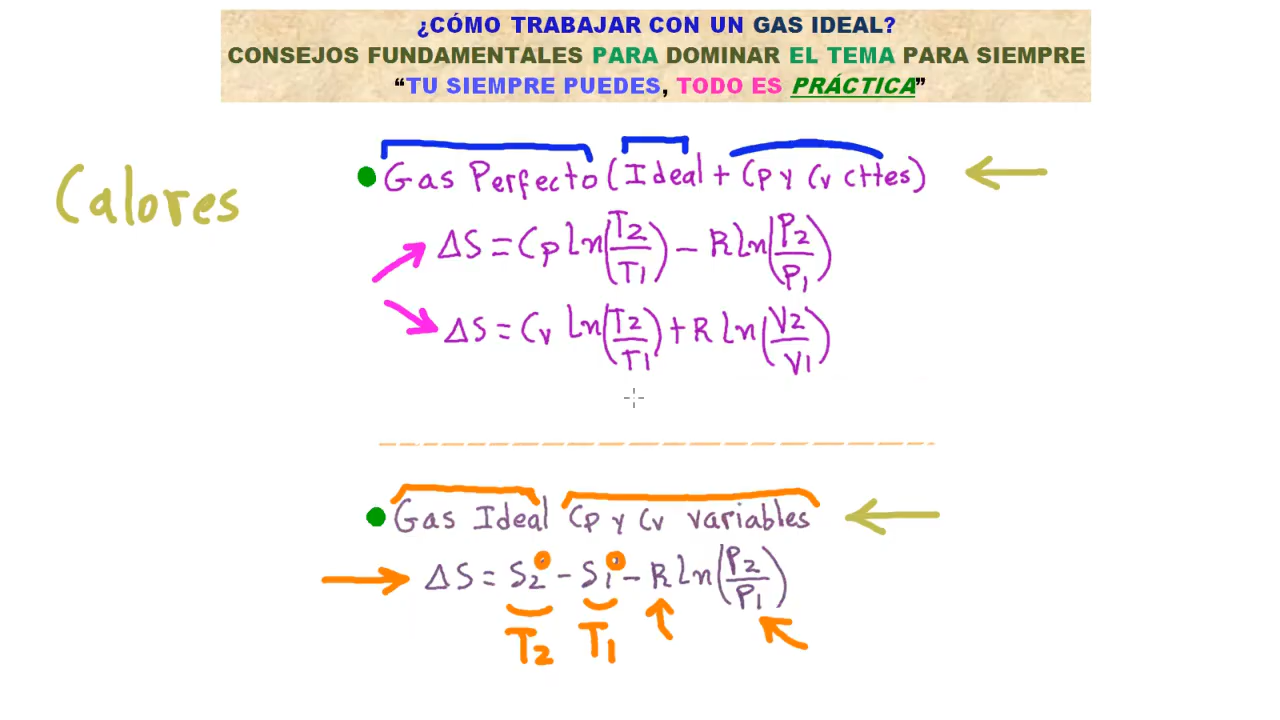 ¿CÓMO TRABAJAR CON UN GAS IDEAL?
CONSEJOS FUNDAMENTALES PARA DOMINAR EL TEMA PARA SIEMPRE
“TU SIEMPRE PUEDES, TODO ES PRÁCTICA”
Calores
Gas Perfecto (Ideal + Cp y Cv cttes)
ΔS = Cp ln(T2/T1) - R ln(P2/P1)
ΔS = Cv ln(T2/T1) + R ln(V2/V1)
Gas Ideal Cp y Cv variables
ΔS = S2° - S1° - R ln(P2/P1)
T2 T1